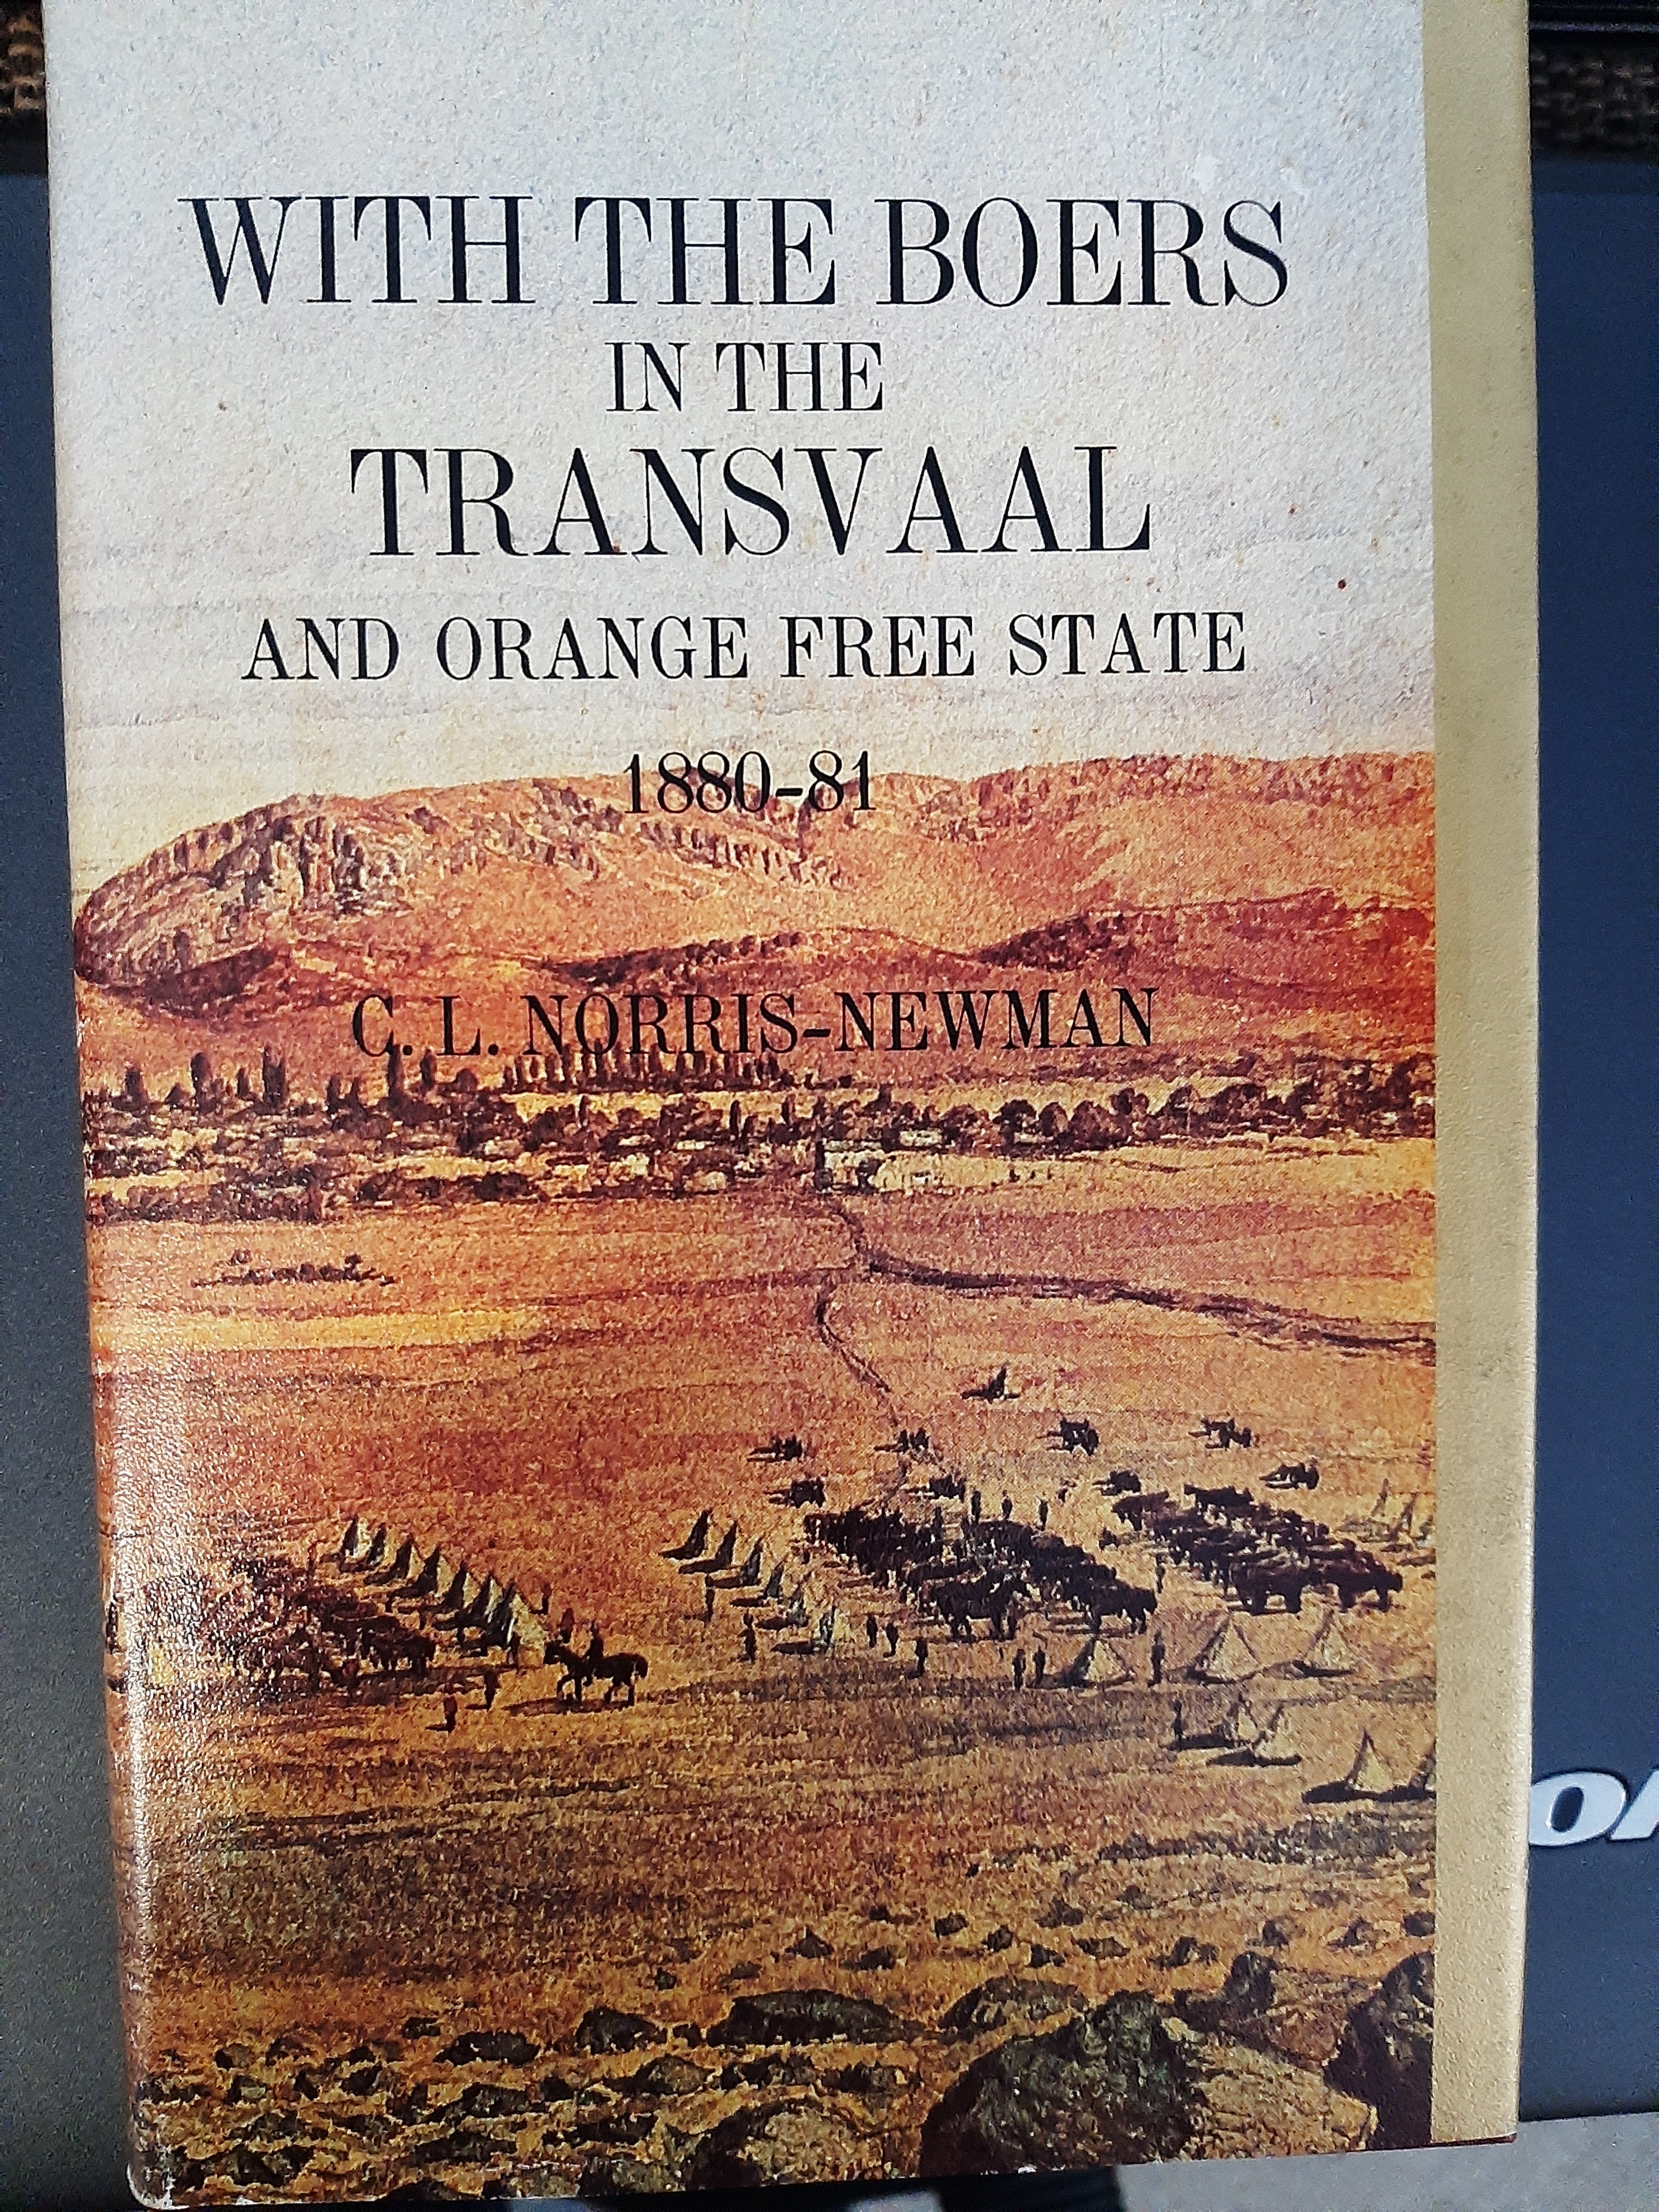 WITH THE BOERS
IN THE
TRANSVAAL
AND ORANGE FREE STATE
1880-81
C. L. NORRIS-NEWMAN